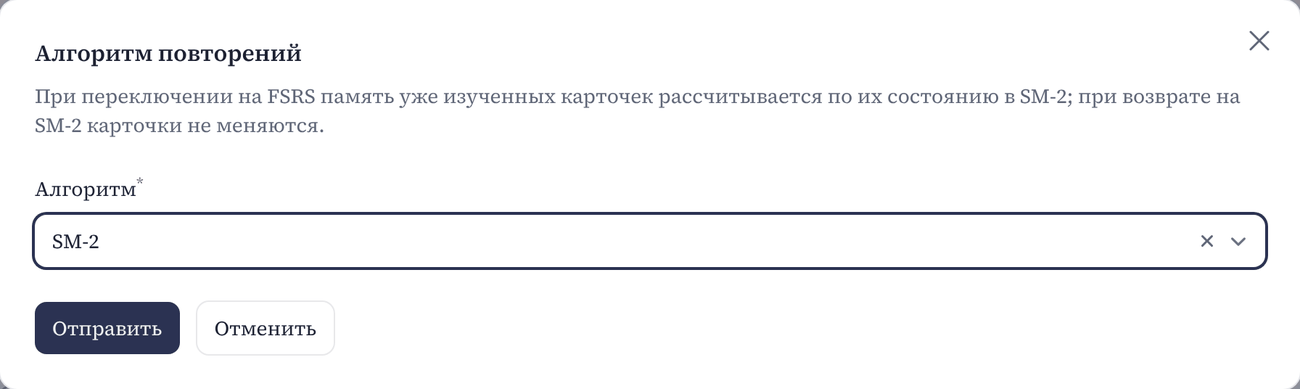 Алгоритм повторений
При переключении на FSRS память уже изученных карточек рассчитывается по их состоянию в SM-2; при возврате на
SM-2 карточки не меняются.
Алгоритм*
SM-2
Отправить
Отменить